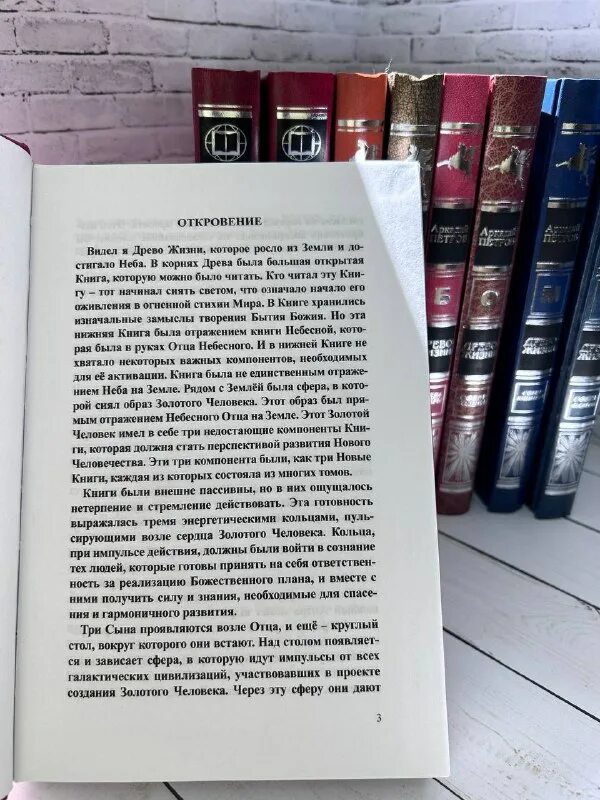 ОТКРОВЕНИЕ
Видел я Древо Жизни, которое росло из Земли и до-
стигало Неба. В корнях Древа была большая открытая
Книга, которую можно было читать. Кто читал эту Кни-
гу – тот начинал сиять светом, что означало начало его
оживления в огненной стихии Мира. В Книге хранились
изначальные замыслы творения Бытия Божия. Но эта
нижняя Книга была отражением книги Небесной, кото-
рая была в руках Отца Небесного. И в нижней Книге не
хватало некоторых важных компонентов, необходимых
для её активации. Книга была не единственным отраже-
нием Неба на Земле. Рядом с Землёй была сфера, в ко-
торой сиял образ Золотого Человека. Этот образ был пря-
мым отражением Небесного Отца на Земле. Этот Золотой
Человек имел в себе три недостающие компоненты Кни-
ги, которая должна стать перспективой развития Нового
Человечества. Эти три компонента были, как три Новые
Книги, каждая из которых состояла из многих томов.
Книги были внешне пассивны, но в них ощущалось
нетерпение и стремление действовать. Эта готовность
выражалась тремя энергетическими кольцами, пуль-
сирующими возле сердца Золотого Человека. Кольца,
при импульсе действия, должны были войти в сознание
тех людей, которые готовы принять на себя ответствен-
ность за реализацию Божественного плана, и вместе с
ними получить силу и знания, необходимые для спасе-
ния и гармоничного развития.
Три Сына проявляются возле Отца, и ещё – круглый
стол, вокруг которого они встают. Над столом появляет-
ся и зависает сфера, в которую идут импульсы от всех
галактических цивилизаций, участвовавших в проекте
создания Золотого Человека. Через эту сферу они дают
3
Аркадий
ПЕТРОВ
Б
Аркадий
ПЕТРОВ
О
ДРЕВО
ЖИЗНИ
Аркадий
ПЕТРОВ
Ы
ДРЕВО
ЖИЗНИ